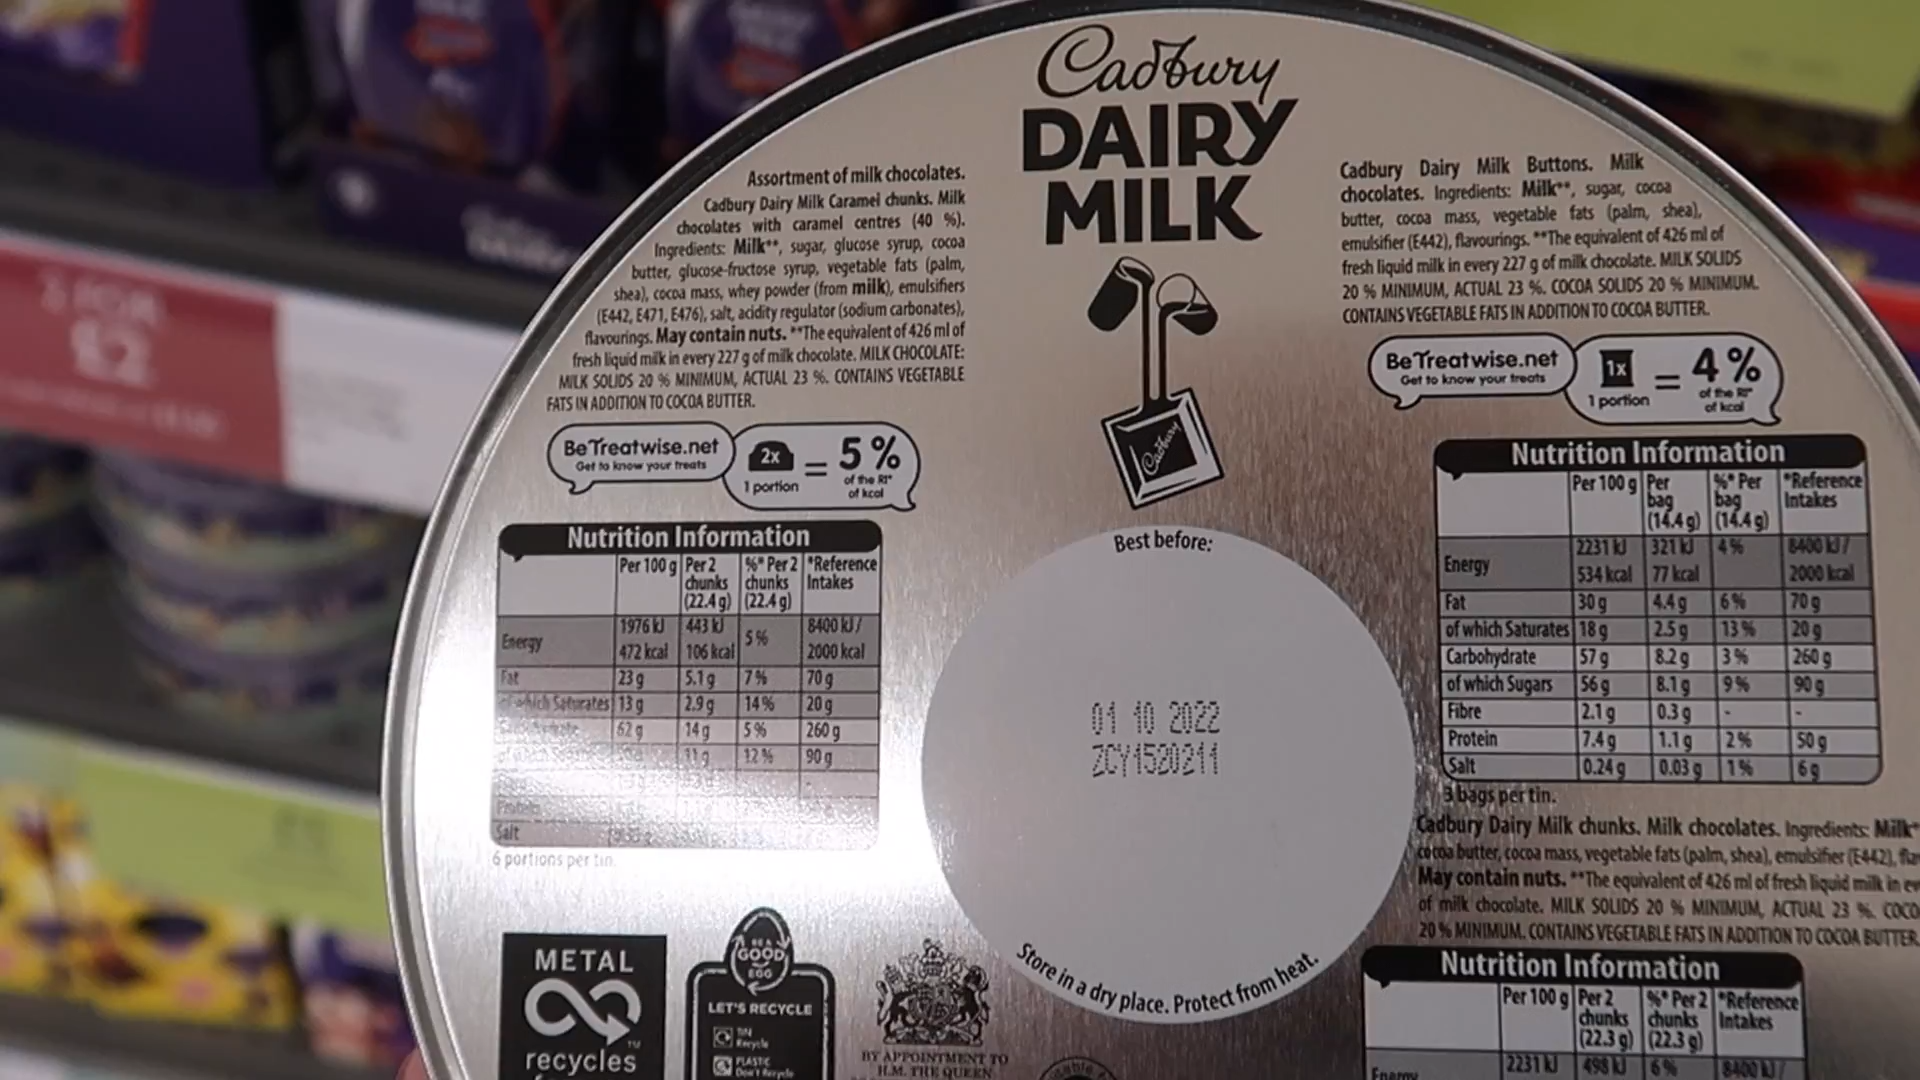 Cadbury
DAIRY
MILK
Assortment of milk chocolates.
Cadbury Dairy Milk Caramel chunks. Milk
chocolates with caramel centres (40 %).
Ingredients: Milk**, sugar, glucose syrup, cocoa
butter, glucose-fructose syrup, vegetable fats (palm,
shea), cocoa mass, whey powder (from milk), emulsifiers
(E442, E471, E476), salt, acidity regulator (sodium carbonates),
flavourings. May contain nuts. **The equivalent of 426 ml of
fresh liquid milk in every 227 g of milk chocolate. MILK CHOCOLATE:
MILK SOLIDS 20 % MINIMUM, ACTUAL 23 %. CONTAINS VEGETABLE
FATS IN ADDITION TO COCOA BUTTER.
BeTreatwise.net
Get to know your treats
2x
1 portion
= 5%
of the RI*
of kcal
Nutrition Information
Per 100 g Per 2 chunks (22.4 g) %* Per 2 chunks (22.4 g) *Reference Intakes
Energy 1976 kJ 443 kJ 5% 8400 kJ /
472 kcal 106 kcal 2000 kcal
Fat 23 g 5.1 g 7% 70 g
of which Saturates 13 g 2.9 g 14% 20 g
62 g 14 g 5% 260 g
11 g 12% 90 g
Protein
Salt
6 portions per tin.
METAL
recycles
BE A
GOOD
EGG
LET'S RECYCLE
TIN
Recycle
PLASTIC
Don't Recycle
BY APPOINTMENT TO
H.M. THE QUEEN
Cadbury
Best before:
01 10 2022
ZCY1520211
Store in a dry place. Protect from heat.
Cadbury Dairy Milk Buttons. Milk
chocolates. Ingredients: Milk**, sugar, cocoa
butter, cocoa mass, vegetable fats (palm, shea),
emulsifier (E442), flavourings. **The equivalent of 426 ml of
fresh liquid milk in every 227 g of milk chocolate. MILK SOLIDS
20 % MINIMUM, ACTUAL 23 %. COCOA SOLIDS 20 % MINIMUM.
CONTAINS VEGETABLE FATS IN ADDITION TO COCOA BUTTER.
BeTreatwise.net
Get to know your treats
1x
1 portion
= 4%
of the RI*
of kcal
Nutrition Information
Per 100 g Per bag (14.4 g) %* Per bag (14.4 g) *Reference Intakes
Energy 2231 kJ 321 kJ 4% 8400 kJ /
534 kcal 77 kcal 2000 kcal
Fat 30 g 4.4 g 6% 70 g
of which Saturates 18 g 2.5 g 13% 20 g
Carbohydrate 57 g 8.2 g 3% 260 g
of which Sugars 56 g 8.1 g 9% 90 g
Fibre 2.1 g 0.3 g - -
Protein 7.4 g 1.1 g 2% 50 g
Salt 0.24 g 0.03 g 1% 6 g
3 bags per tin.
Cadbury Dairy Milk chunks. Milk chocolates. Ingredients: Milk
cocoa butter, cocoa mass, vegetable fats (palm, shea), emulsifier (E442),
May contain nuts. **The equivalent of 426 ml of fresh liquid milk in
of milk chocolate. MILK SOLIDS 20 % MINIMUM, ACTUAL 23 %.
20 % MINIMUM. CONTAINS VEGETABLE FATS IN ADDITION TO COCOA BUTTER.
Nutrition Information
Per 100 g Per 2 chunks (22.3 g) %* Per 2 chunks (22.3 g) *Reference Intakes
Energy 2231 kJ 498 kJ 6% 8400 kJ /
2 FOR
£2